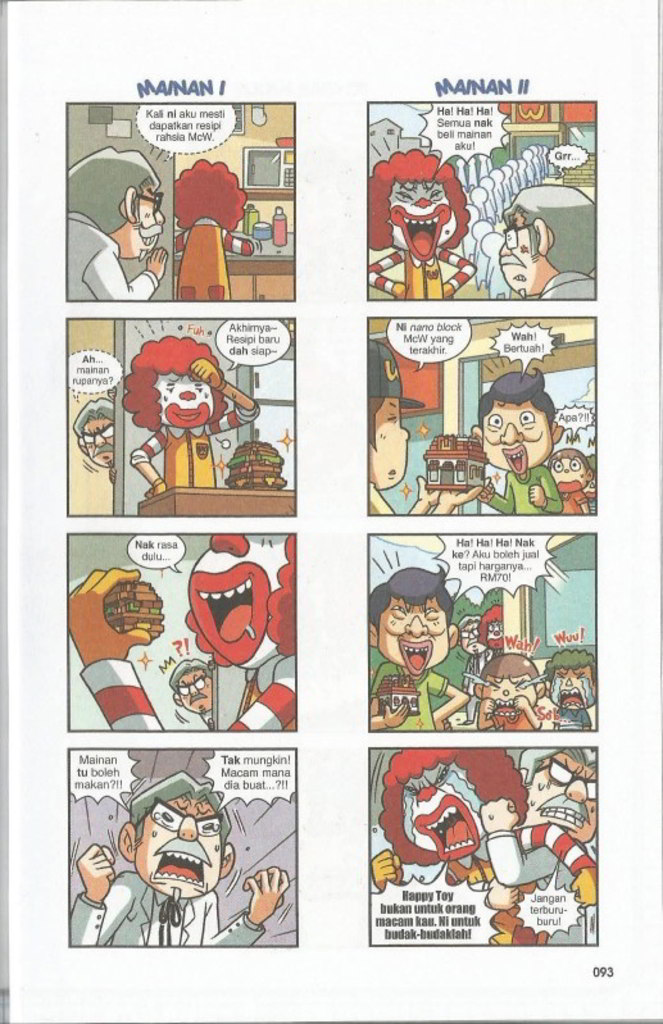 MAINAN I
Kali ni aku mesti
dapatkan resipi
rahsia McW.
Ah...
mainan
rupanya?
Fuh
Akhirnya~
Resipi baru
dah siap~
Nak rasa
dulu...
?!
Mainan
tu boleh
makan?!!
Tak mungkin!
Macam mana
dia buat...?!!
MAINAN II
Ha! Ha! Ha!
Semua nak
beli mainan
aku!
Grr...
Ni nano block
McW yang
terakhir.
Wah!
Bertuah!
Apa?!!
Ha! Ha! Ha! Nak
ke? Aku boleh jual
tapi harganya...
RM70!
Wah!
Wuu!
Sob...
Happy Toy
bukan untuk orang
macam kau. Ni untuk
budak-budaklah!
Jangan
terburu-
buru!
093